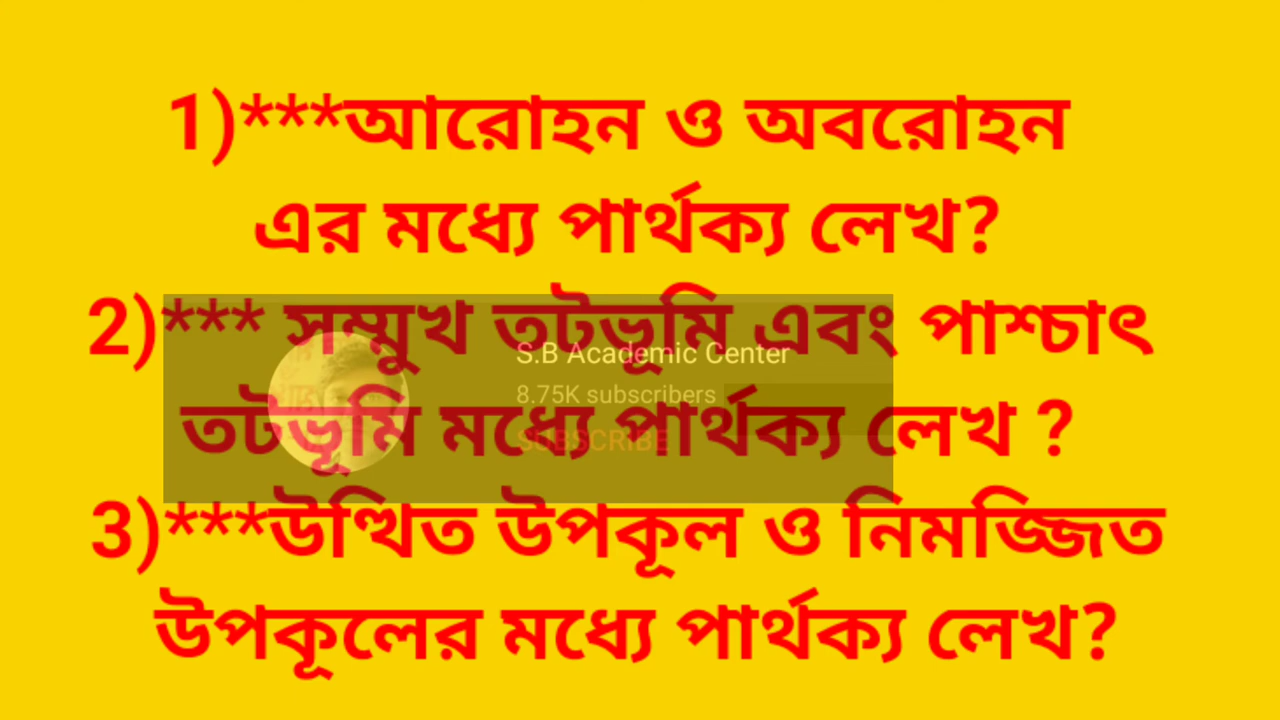 1)***আরোহন ও অবরোহন
এর মধ্যে পার্থক্য লেখ?
2)*** সম্মুখ তটভূমি এবং পাশ্চাৎ
তটভূমি মধ্যে পার্থক্য লেখ ?
S.B Academic Center
8.75K subscribers
SUBSCRIBE
3)***উত্থিত উপকূল ও নিমজ্জিত
উপকূলের মধ্যে পার্থক্য লেখ?